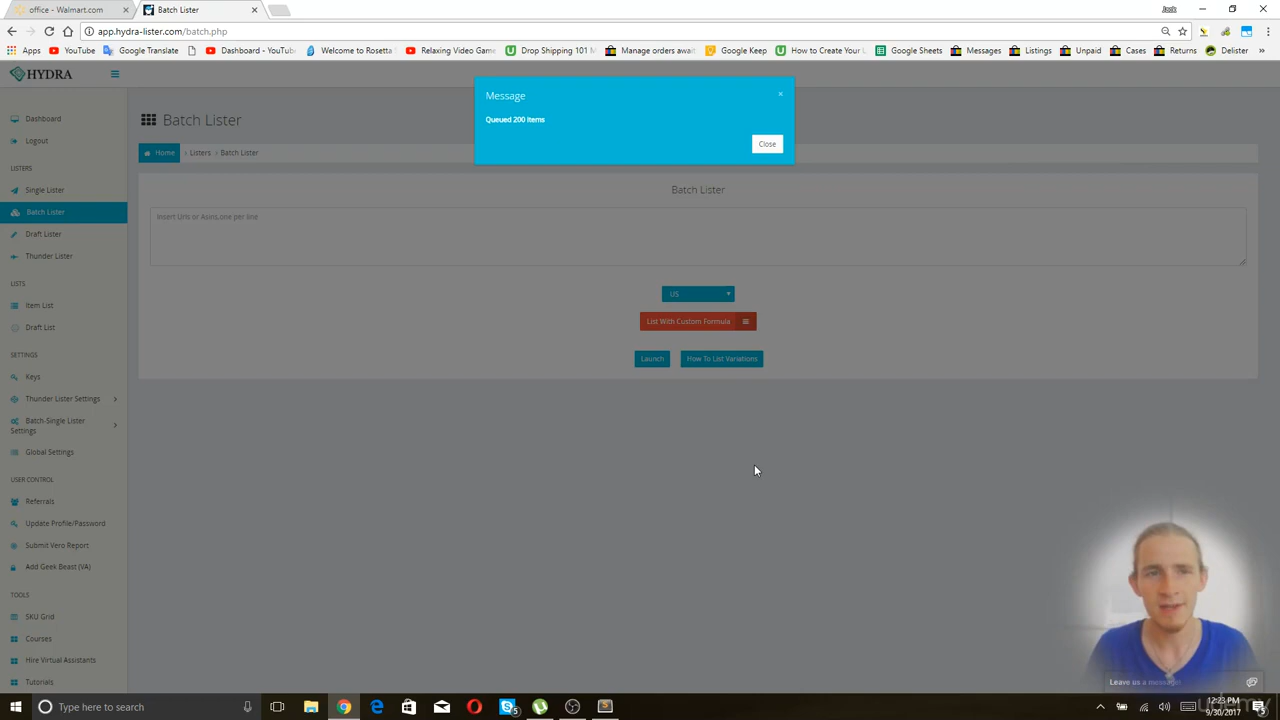 office - Walmart.com
Batch Lister
app.hydra-lister.com/batch.php
Apps
YouTube
Google Translate
Dashboard - YouTu
Welcome to Rosetta
Relaxing Video Game
Drop Shipping 101 M
Manage orders await
Google Keep
How to Create Your
Google Sheets
Messages
Listings
Unpaid
Cases
Returns
Delister
HYDRA
Message
Queued 200 items
Close
Dashboard
Logout
LISTERS
Single Lister
Batch Lister
Draft Lister
Thunder Lister
LISTS
Item List
Draft List
SETTINGS
Keys
Thunder Lister Settings
Batch-Single Lister
Settings
Global Settings
USER CONTROL
Referrals
Update Profile/Password
Submit Vero Report
Add Geek Beast (VA)
TOOLS
SKU Grid
Courses
Hire Virtual Assistants
Tutorials
Batch Lister
Home > Listers > Batch Lister
Batch Lister
Insert Urls or Asins,one per line
US
List With Custom Formula
Launch
How To List Variations
Leave us a message!
Type here to search
12:23 PM
9/30/2017
udemy